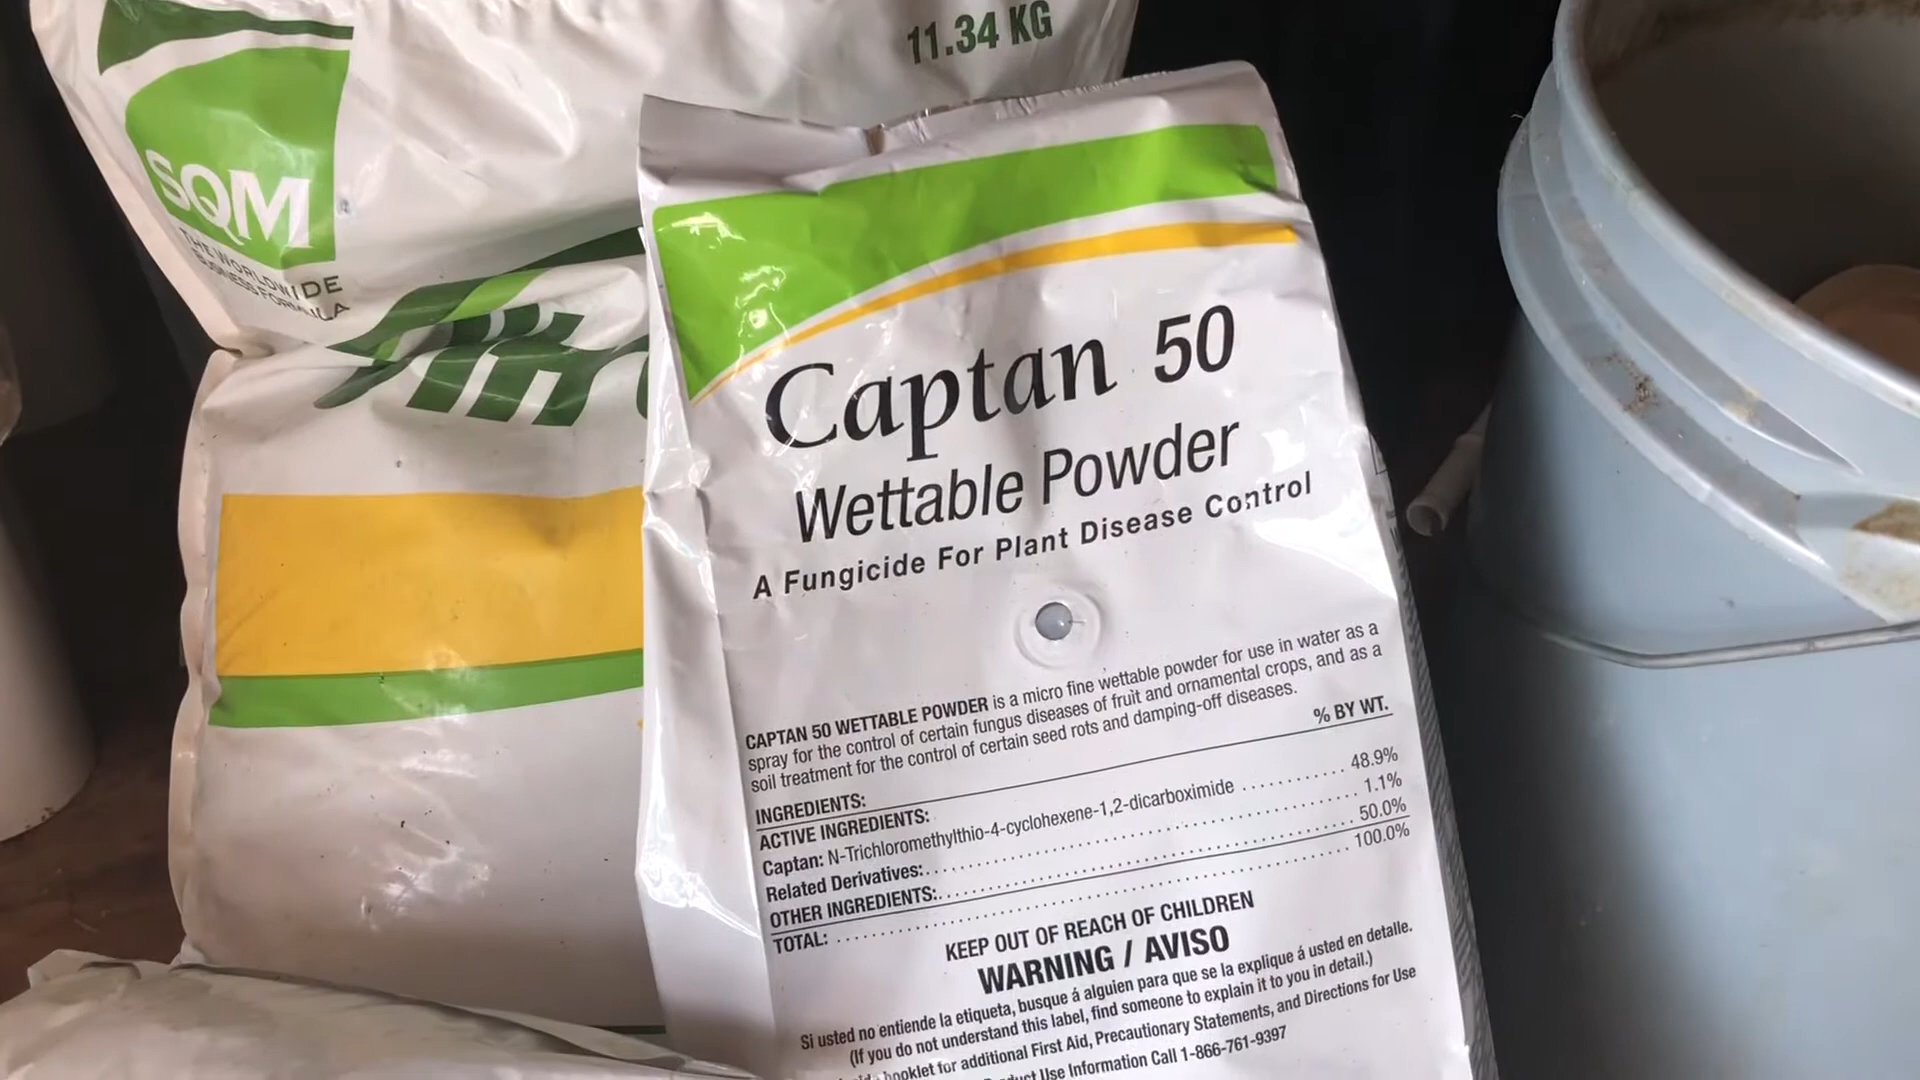 11.34 KG
SQM
THE WORLDWIDE
BUSINESS FORMULA
Captan 50
Wettable Powder
A Fungicide For Plant Disease Control
CAPTAN 50 WETTABLE POWDER is a micro fine wettable powder for use in water as a
spray for the control of certain fungus diseases of fruit and ornamental crops, and as a
soil treatment for the control of certain seed rots and damping-off diseases.
% BY WT.
INGREDIENTS:
ACTIVE INGREDIENTS:
Captan: N-Trichloromethylthio-4-cyclohexene-1,2-dicarboximide .......... 48.9%
Related Derivatives: .......... 1.1%
OTHER INGREDIENTS: .......... 50.0%
TOTAL: .......... 100.0%
KEEP OUT OF REACH OF CHILDREN
WARNING / AVISO
Si usted no entiende la etiqueta, busque á alguien para que se la explique á usted en detalle.
(If you do not understand this label, find someone to explain it to you in detail.)
booklet for additional First Aid, Precautionary Statements, and Directions for Use
Use Information Call 1-866-761-9397